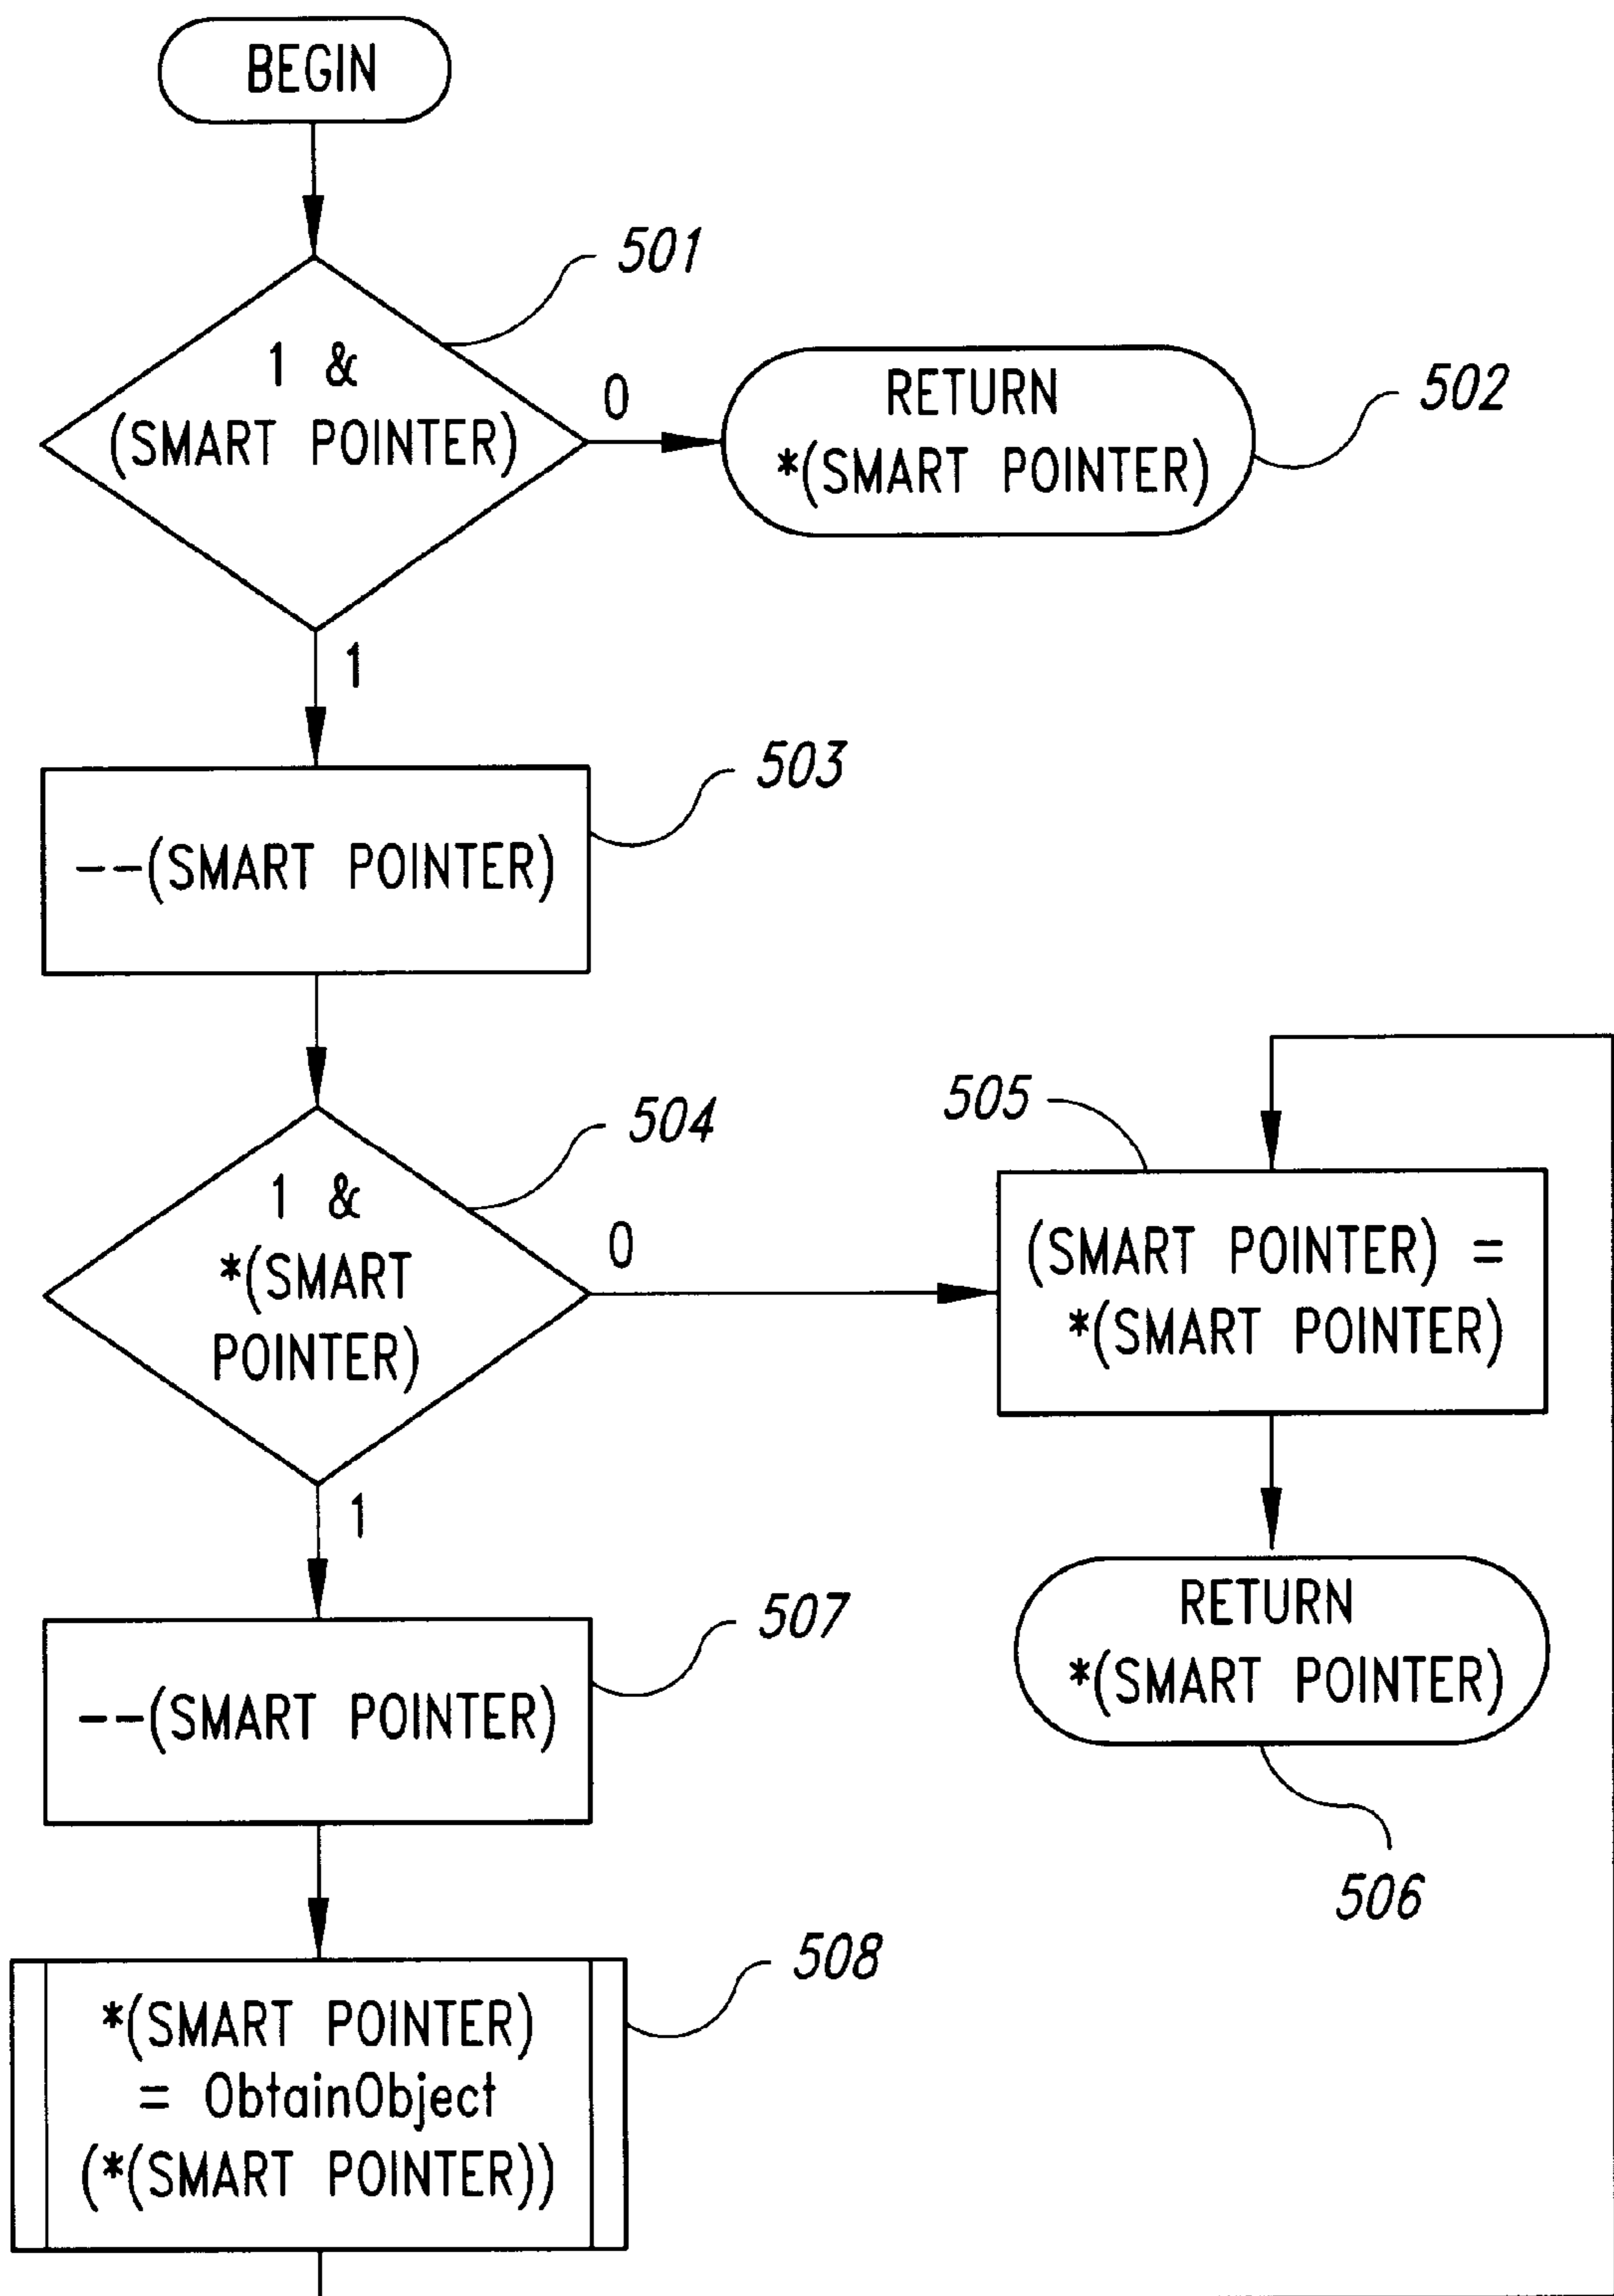 BEGIN
501
1 &
(SMART POINTER)
0
RETURN
*(SMART POINTER)
502
1
503
--(SMART POINTER)
504
1 &
*(SMART
POINTER)
0
505
(SMART POINTER) =
*(SMART POINTER)
1
RETURN
*(SMART POINTER)
506
507
--(SMART POINTER)
508
*(SMART POINTER)
= ObtainObject
(*(SMART POINTER))